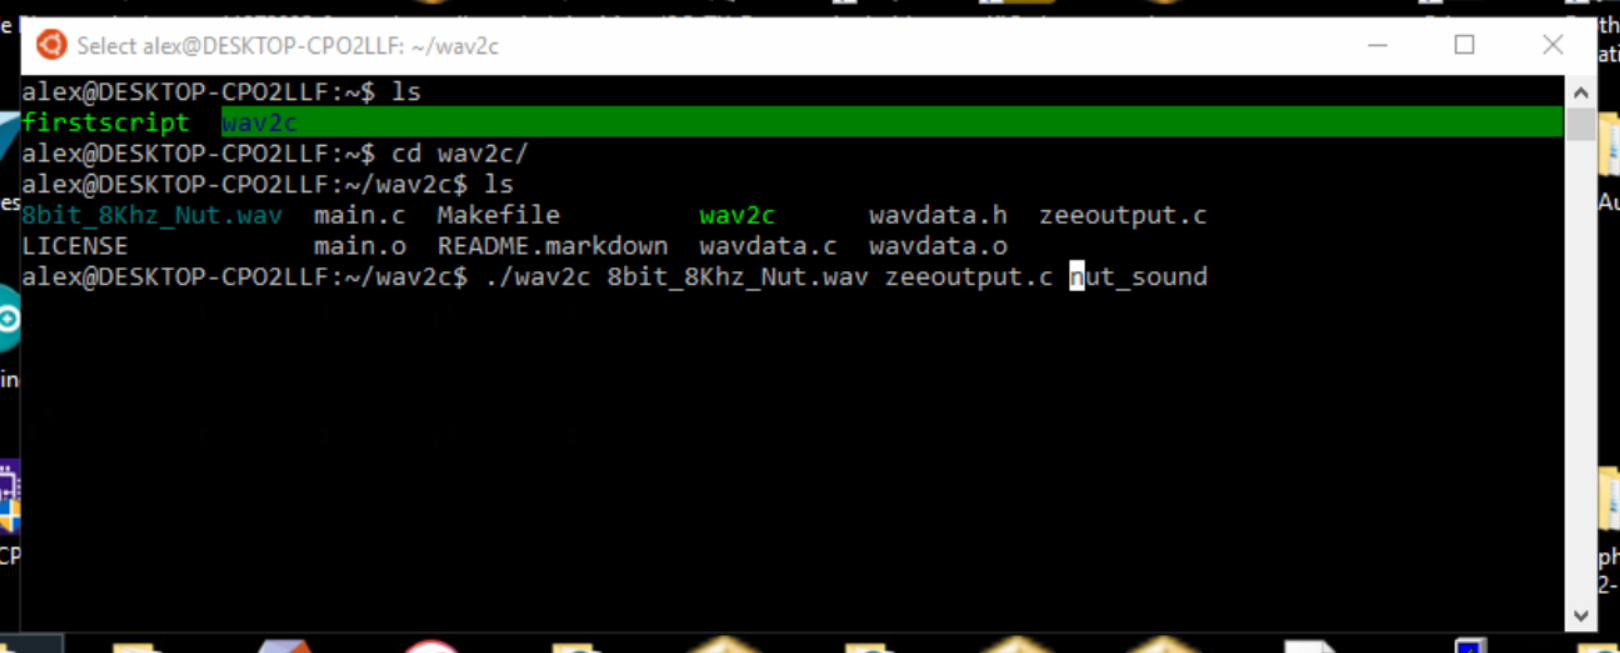 Select alex@DESKTOP-CPO2LLF: ~/wav2c
alex@DESKTOP-CPO2LLF:~$ ls
firstscript  wav2c
alex@DESKTOP-CPO2LLF:~$ cd wav2c/
alex@DESKTOP-CPO2LLF:~/wav2c$ ls
8bit_8Khz_Nut.wav  main.c  Makefile         wav2c      wavdata.h  zeeoutput.c
LICENSE            main.o  README.markdown  wavdata.c  wavdata.o
alex@DESKTOP-CPO2LLF:~/wav2c$ ./wav2c 8bit_8Khz_Nut.wav zeeoutput.c nut_sound